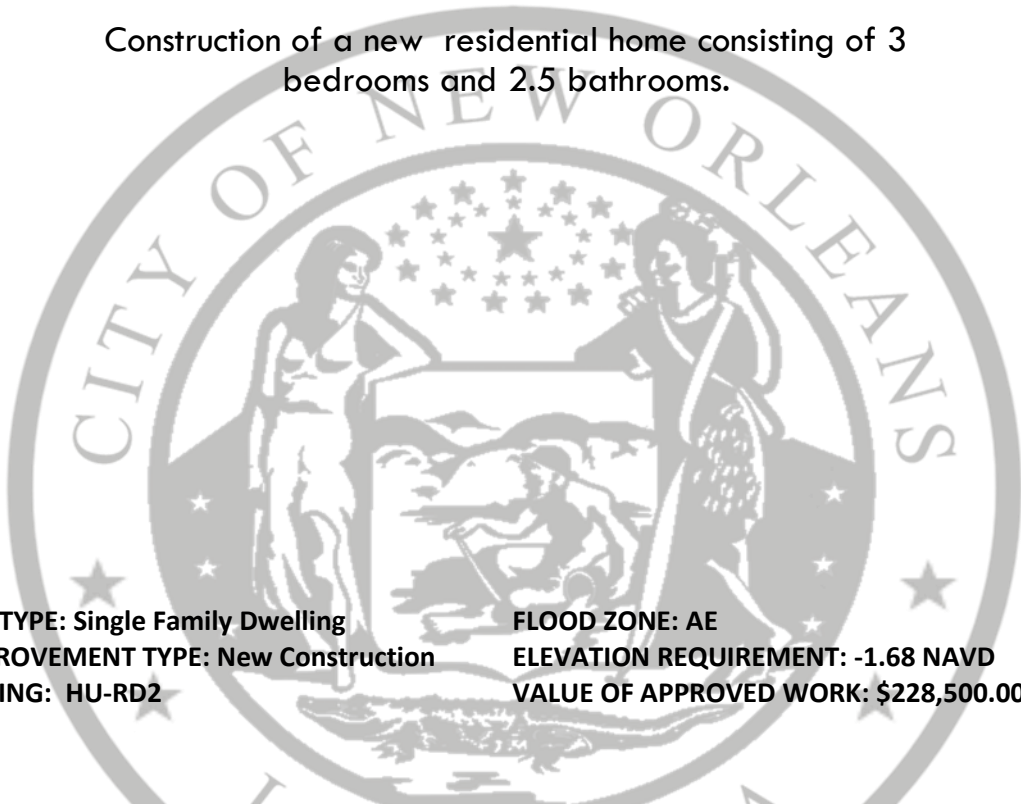 Construction of a new residential home consisting of 3
bedrooms and 2.5 bathrooms.
CITY OF NEW ORLEANS
TYPE: Single Family Dwelling
ROVEMENT TYPE: New Construction
ING: HU-RD2
FLOOD ZONE: AE
ELEVATION REQUIREMENT: -1.68 NAVD
VALUE OF APPROVED WORK: $228,500.00